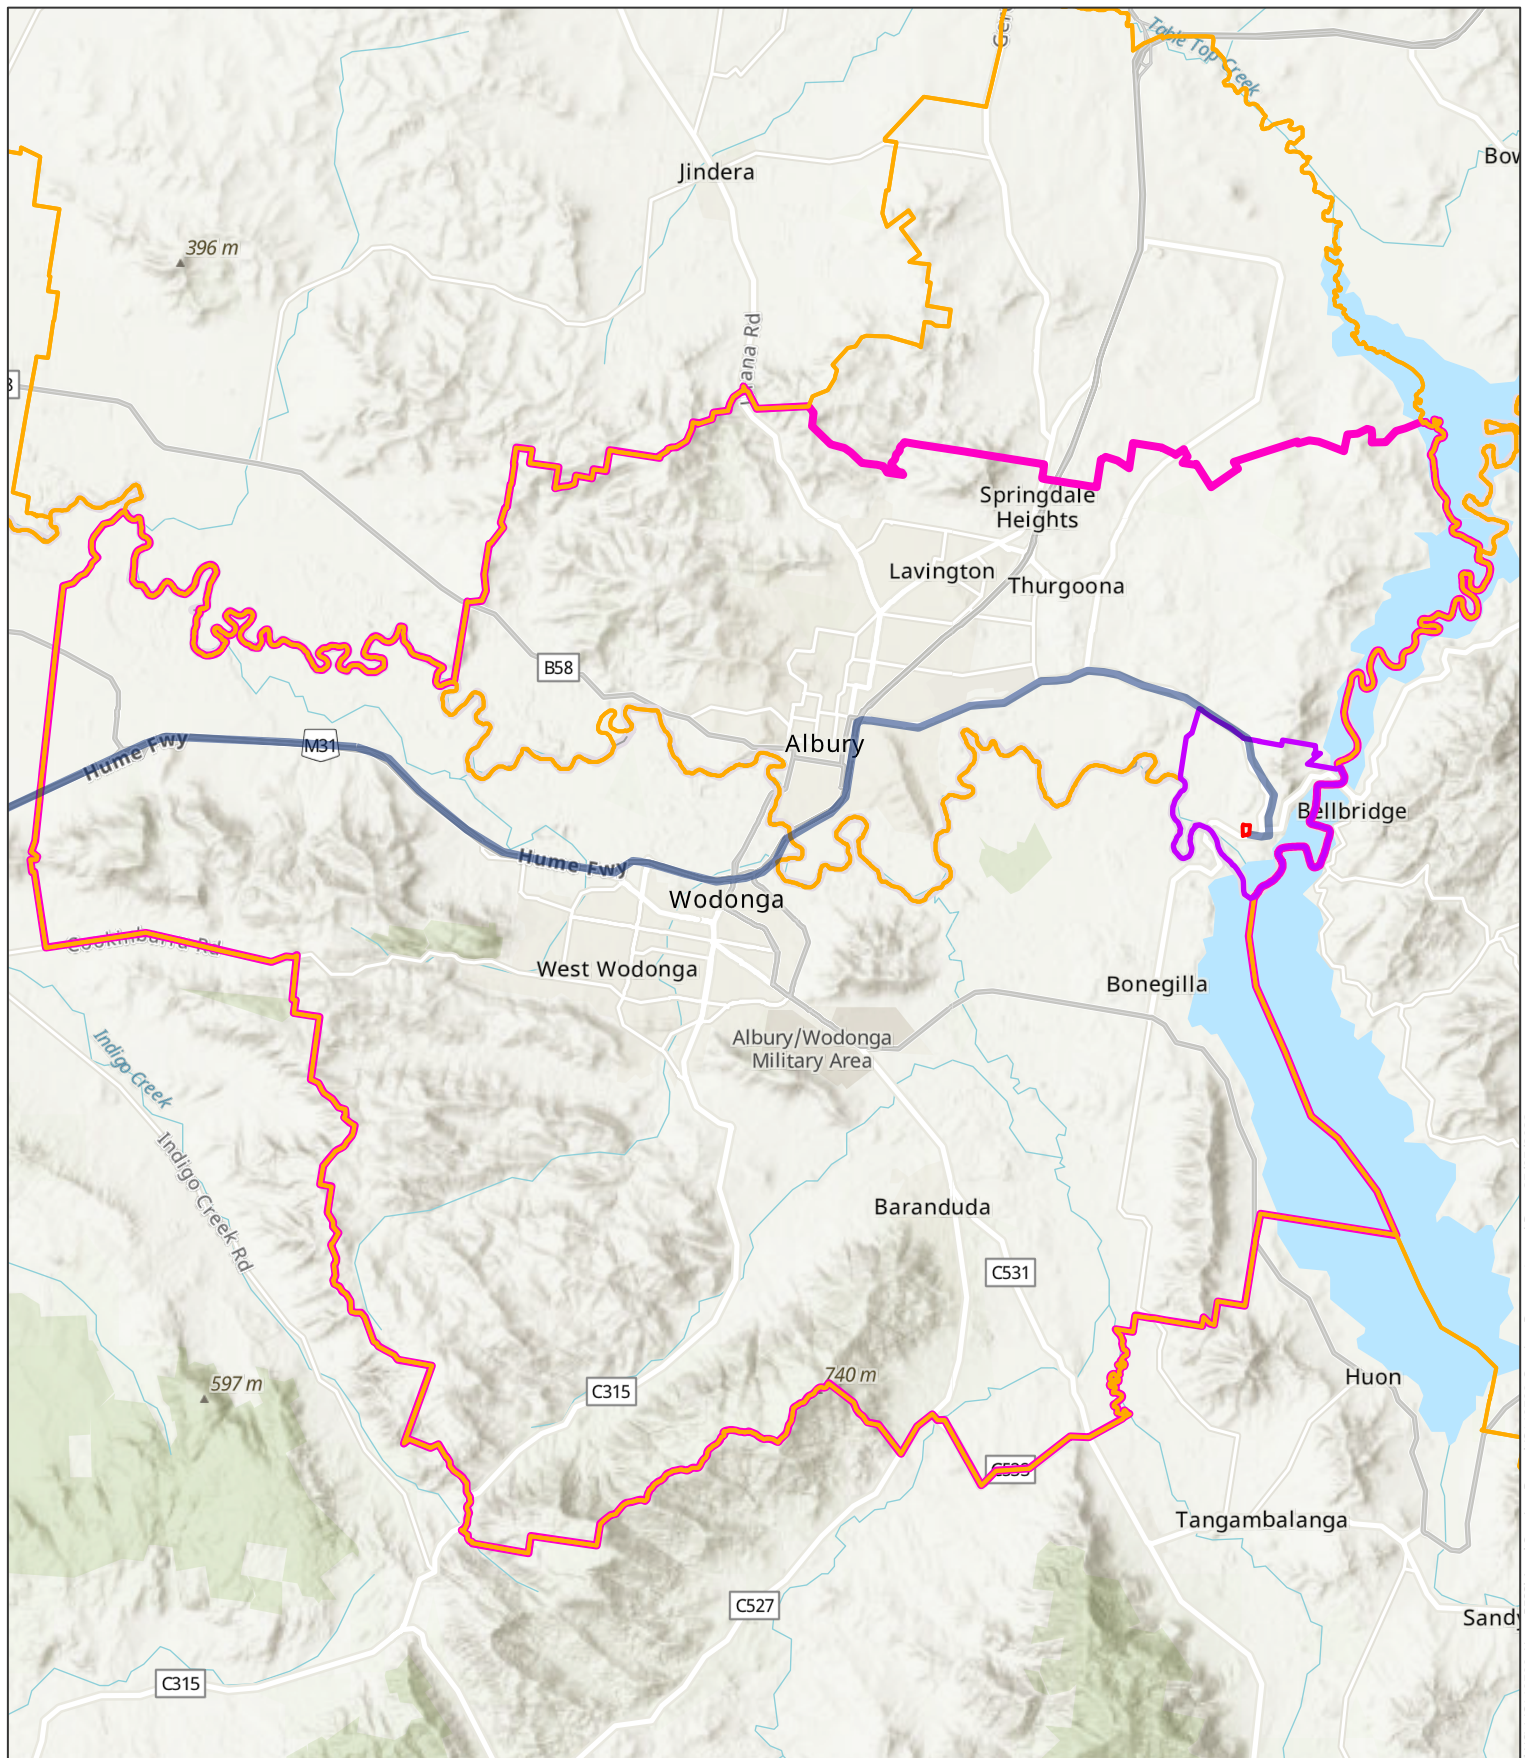 Table Top Creek
Jindera
396 m
Springdale
Heights
Lavington
Thurgoona
B58
Albury
M31
Hume Fwy
Bellbridge
Hume Fwy
Wodonga
West Wodonga
Bonegilla
Albury/Wodonga
Military Area
Indigo Creek
Indigo Creek Rd
Baranduda
C531
740 m
597 m
C315
Huon
Tangambalanga
C527
C315